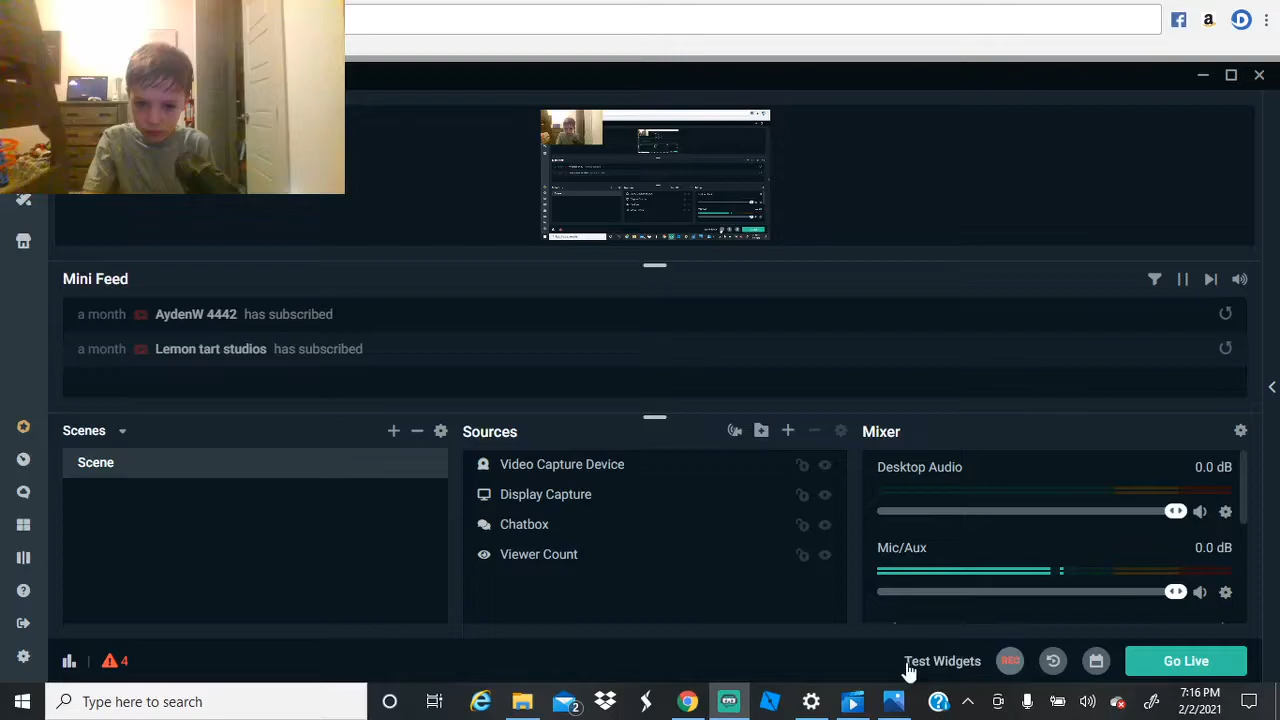 Mini Feed
a month AydenW 4442 has subscribed
a month Lemon tart studios has subscribed
Scenes
Scene
Sources
Video Capture Device
Display Capture
Chatbox
Viewer Count
Mixer
Desktop Audio 0.0 dB
Mic/Aux 0.0 dB
4
Test Widgets REC Go Live
Type here to search
2
7:16 PM
2/2/2021